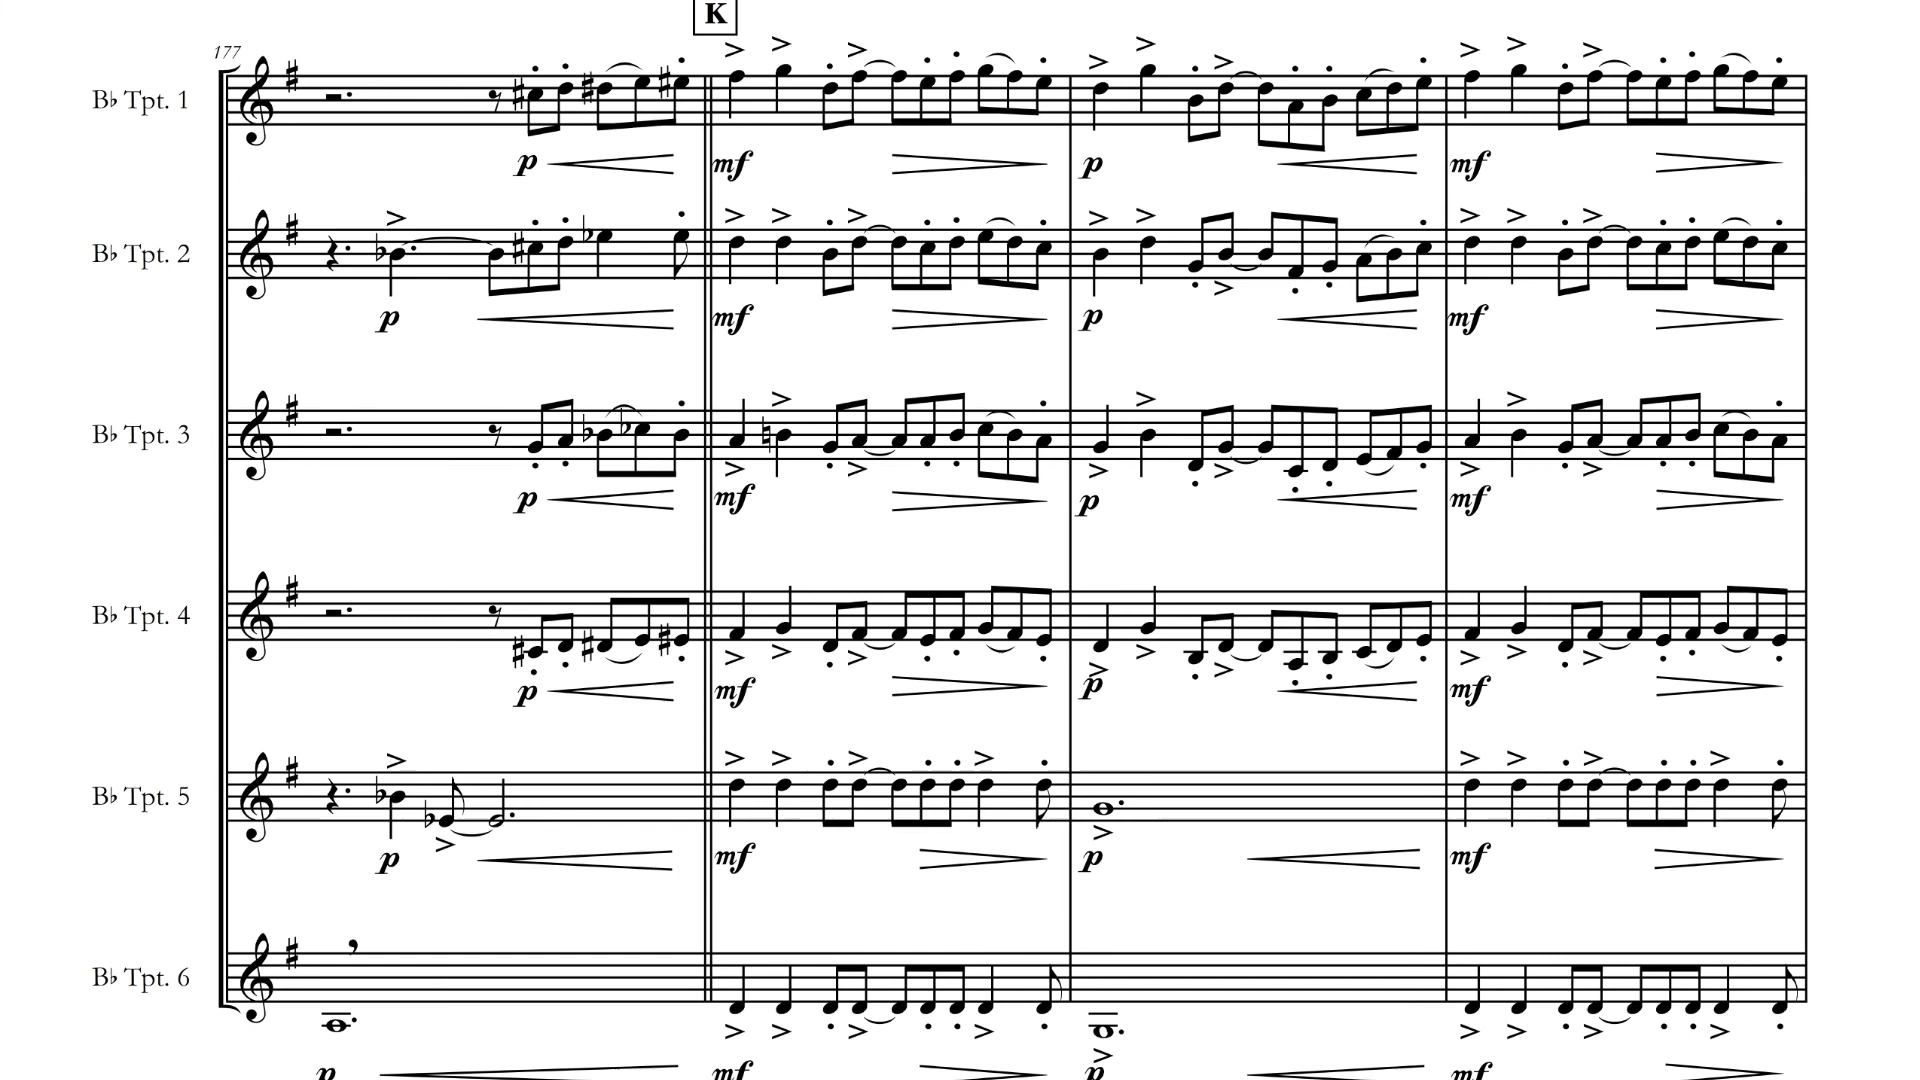 K
177
B♭ Tpt. 1
p mf p mf
B♭ Tpt. 2
p mf p mf
B♭ Tpt. 3
p mf p mf
B♭ Tpt. 4
p mf p mf
B♭ Tpt. 5
p mf p mf
B♭ Tpt. 6
p mf p mf